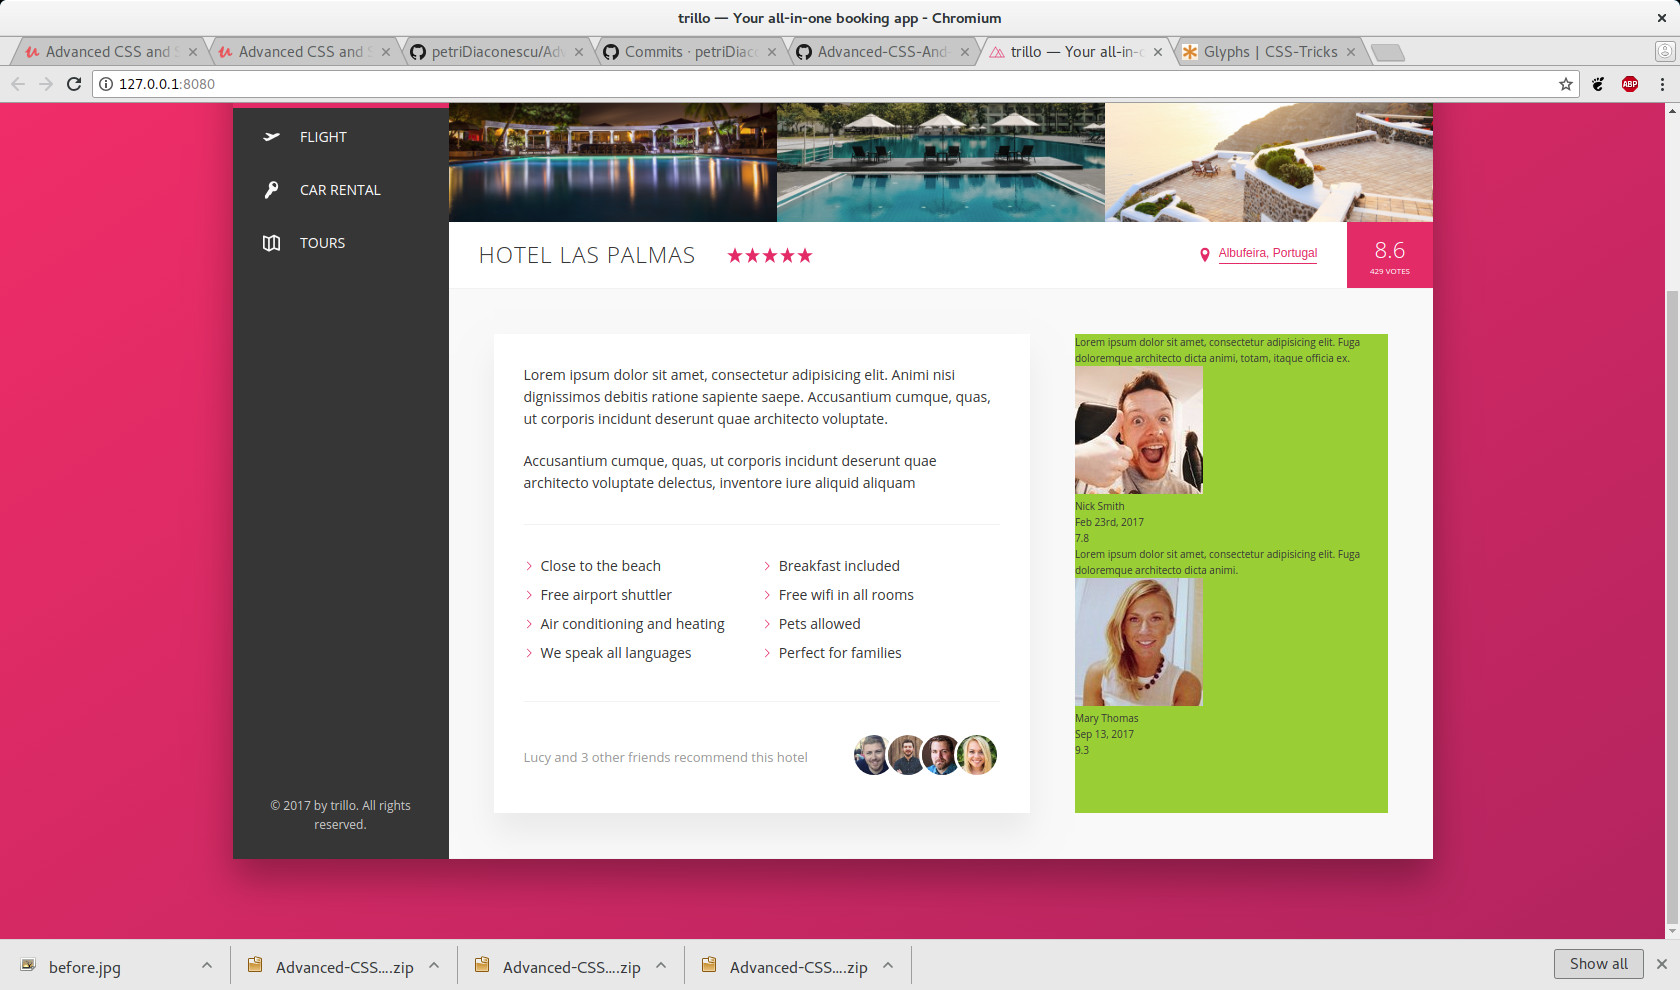 trillo — Your all-in-one booking app - Chromium
Advanced CSS and S
Advanced CSS and S
petriDiaconescu/Adv
Commits · petriDiac
Advanced-CSS-And-
trillo — Your all-in-
Glyphs | CSS-Tricks
127.0.0.1:8080
ABP
FLIGHT
CAR RENTAL
TOURS
HOTEL LAS PALMAS
Albufeira, Portugal
8.6
429 VOTES
Lorem ipsum dolor sit amet, consectetur adipisicing elit. Animi nisi
dignissimos debitis ratione sapiente saepe. Accusantium cumque, quas,
ut corporis incidunt deserunt quae architecto voluptate.
Accusantium cumque, quas, ut corporis incidunt deserunt quae
architecto voluptate delectus, inventore iure aliquid aliquam
Close to the beach
Breakfast included
Free airport shuttler
Free wifi in all rooms
Air conditioning and heating
Pets allowed
We speak all languages
Perfect for families
Lucy and 3 other friends recommend this hotel
Lorem ipsum dolor sit amet, consectetur adipisicing elit. Fuga
doloremque architecto dicta animi, totam, itaque officia ex.
Nick Smith
Feb 23rd, 2017
7.8
Lorem ipsum dolor sit amet, consectetur adipisicing elit. Fuga
doloremque architecto dicta animi.
Mary Thomas
Sep 13, 2017
9.3
© 2017 by trillo. All rights
reserved.
before.jpg
Advanced-CSS....zip
Advanced-CSS....zip
Advanced-CSS....zip
Show all